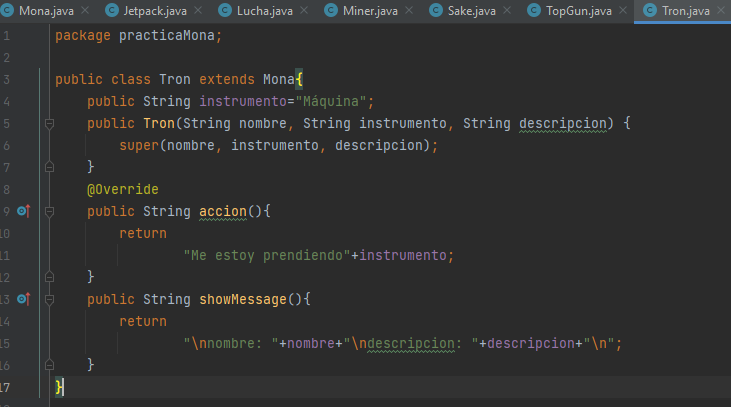 Mona.java Jetpack.java Lucha.java Miner.java Sake.java TopGun.java Tron.java
1 package practicaMona;
2
3 public class Tron extends Mona{
4 public String instrumento="Máquina";
5 public Tron(String nombre, String instrumento, String descripcion) {
6 super(nombre, instrumento, descripcion);
7 }
8 @Override
9 public String accion(){
10 return
11 "Me estoy prendiendo"+instrumento;
12 }
13 public String showMessage(){
14 return
15 "\nnombre: "+nombre+"\ndescripcion: "+descripcion+"\n";
16 }
17 }